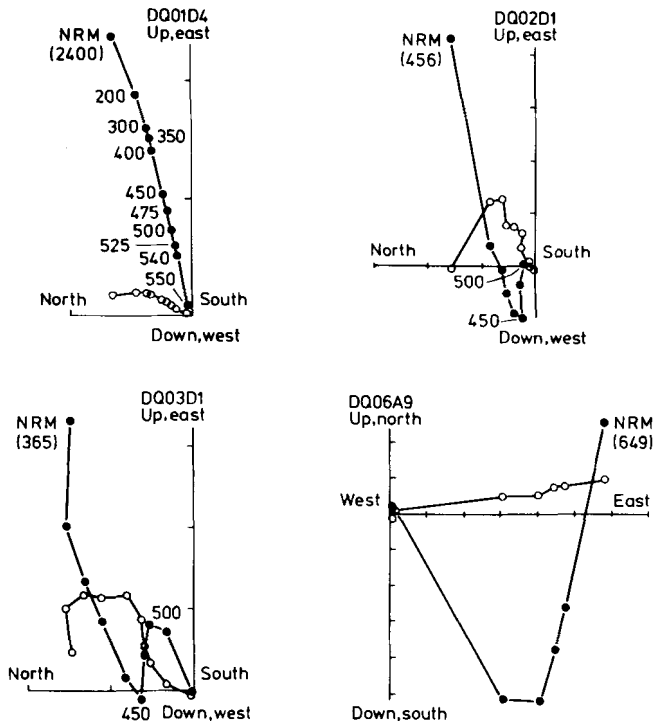 DQ01D4
Up,east
NRM
(2400)
200
300
350
400
450
475
500
525
540
550
North
South
Down,west
DQ02D1
Up,east
NRM
(456)
North
South
500
450
Down,west
DQ03D1
Up,east
NRM
(365)
500
North
South
450
Down,west
DQ06A9
Up,north
NRM
(649)
West
East
Down,south